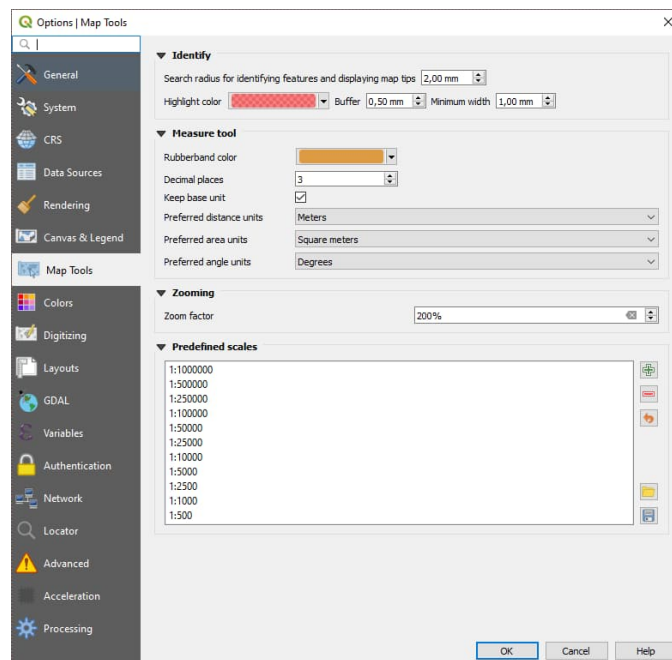 Options | Map Tools
General
System
CRS
Data Sources
Rendering
Canvas & Legend
Map Tools
Colors
Digitizing
Layouts
GDAL
Variables
Authentication
Network
Locator
Advanced
Acceleration
Processing
Identify
Search radius for identifying features and displaying map tips 2,00 mm
Highlight color Buffer 0,50 mm Minimum width 1,00 mm
Measure tool
Rubberband color
Decimal places 3
Keep base unit
Preferred distance units Meters
Preferred area units Square meters
Preferred angle units Degrees
Zooming
Zoom factor 200%
Predefined scales
1:1000000
1:500000
1:250000
1:100000
1:50000
1:25000
1:10000
1:5000
1:2500
1:1000
1:500
OK Cancel Help